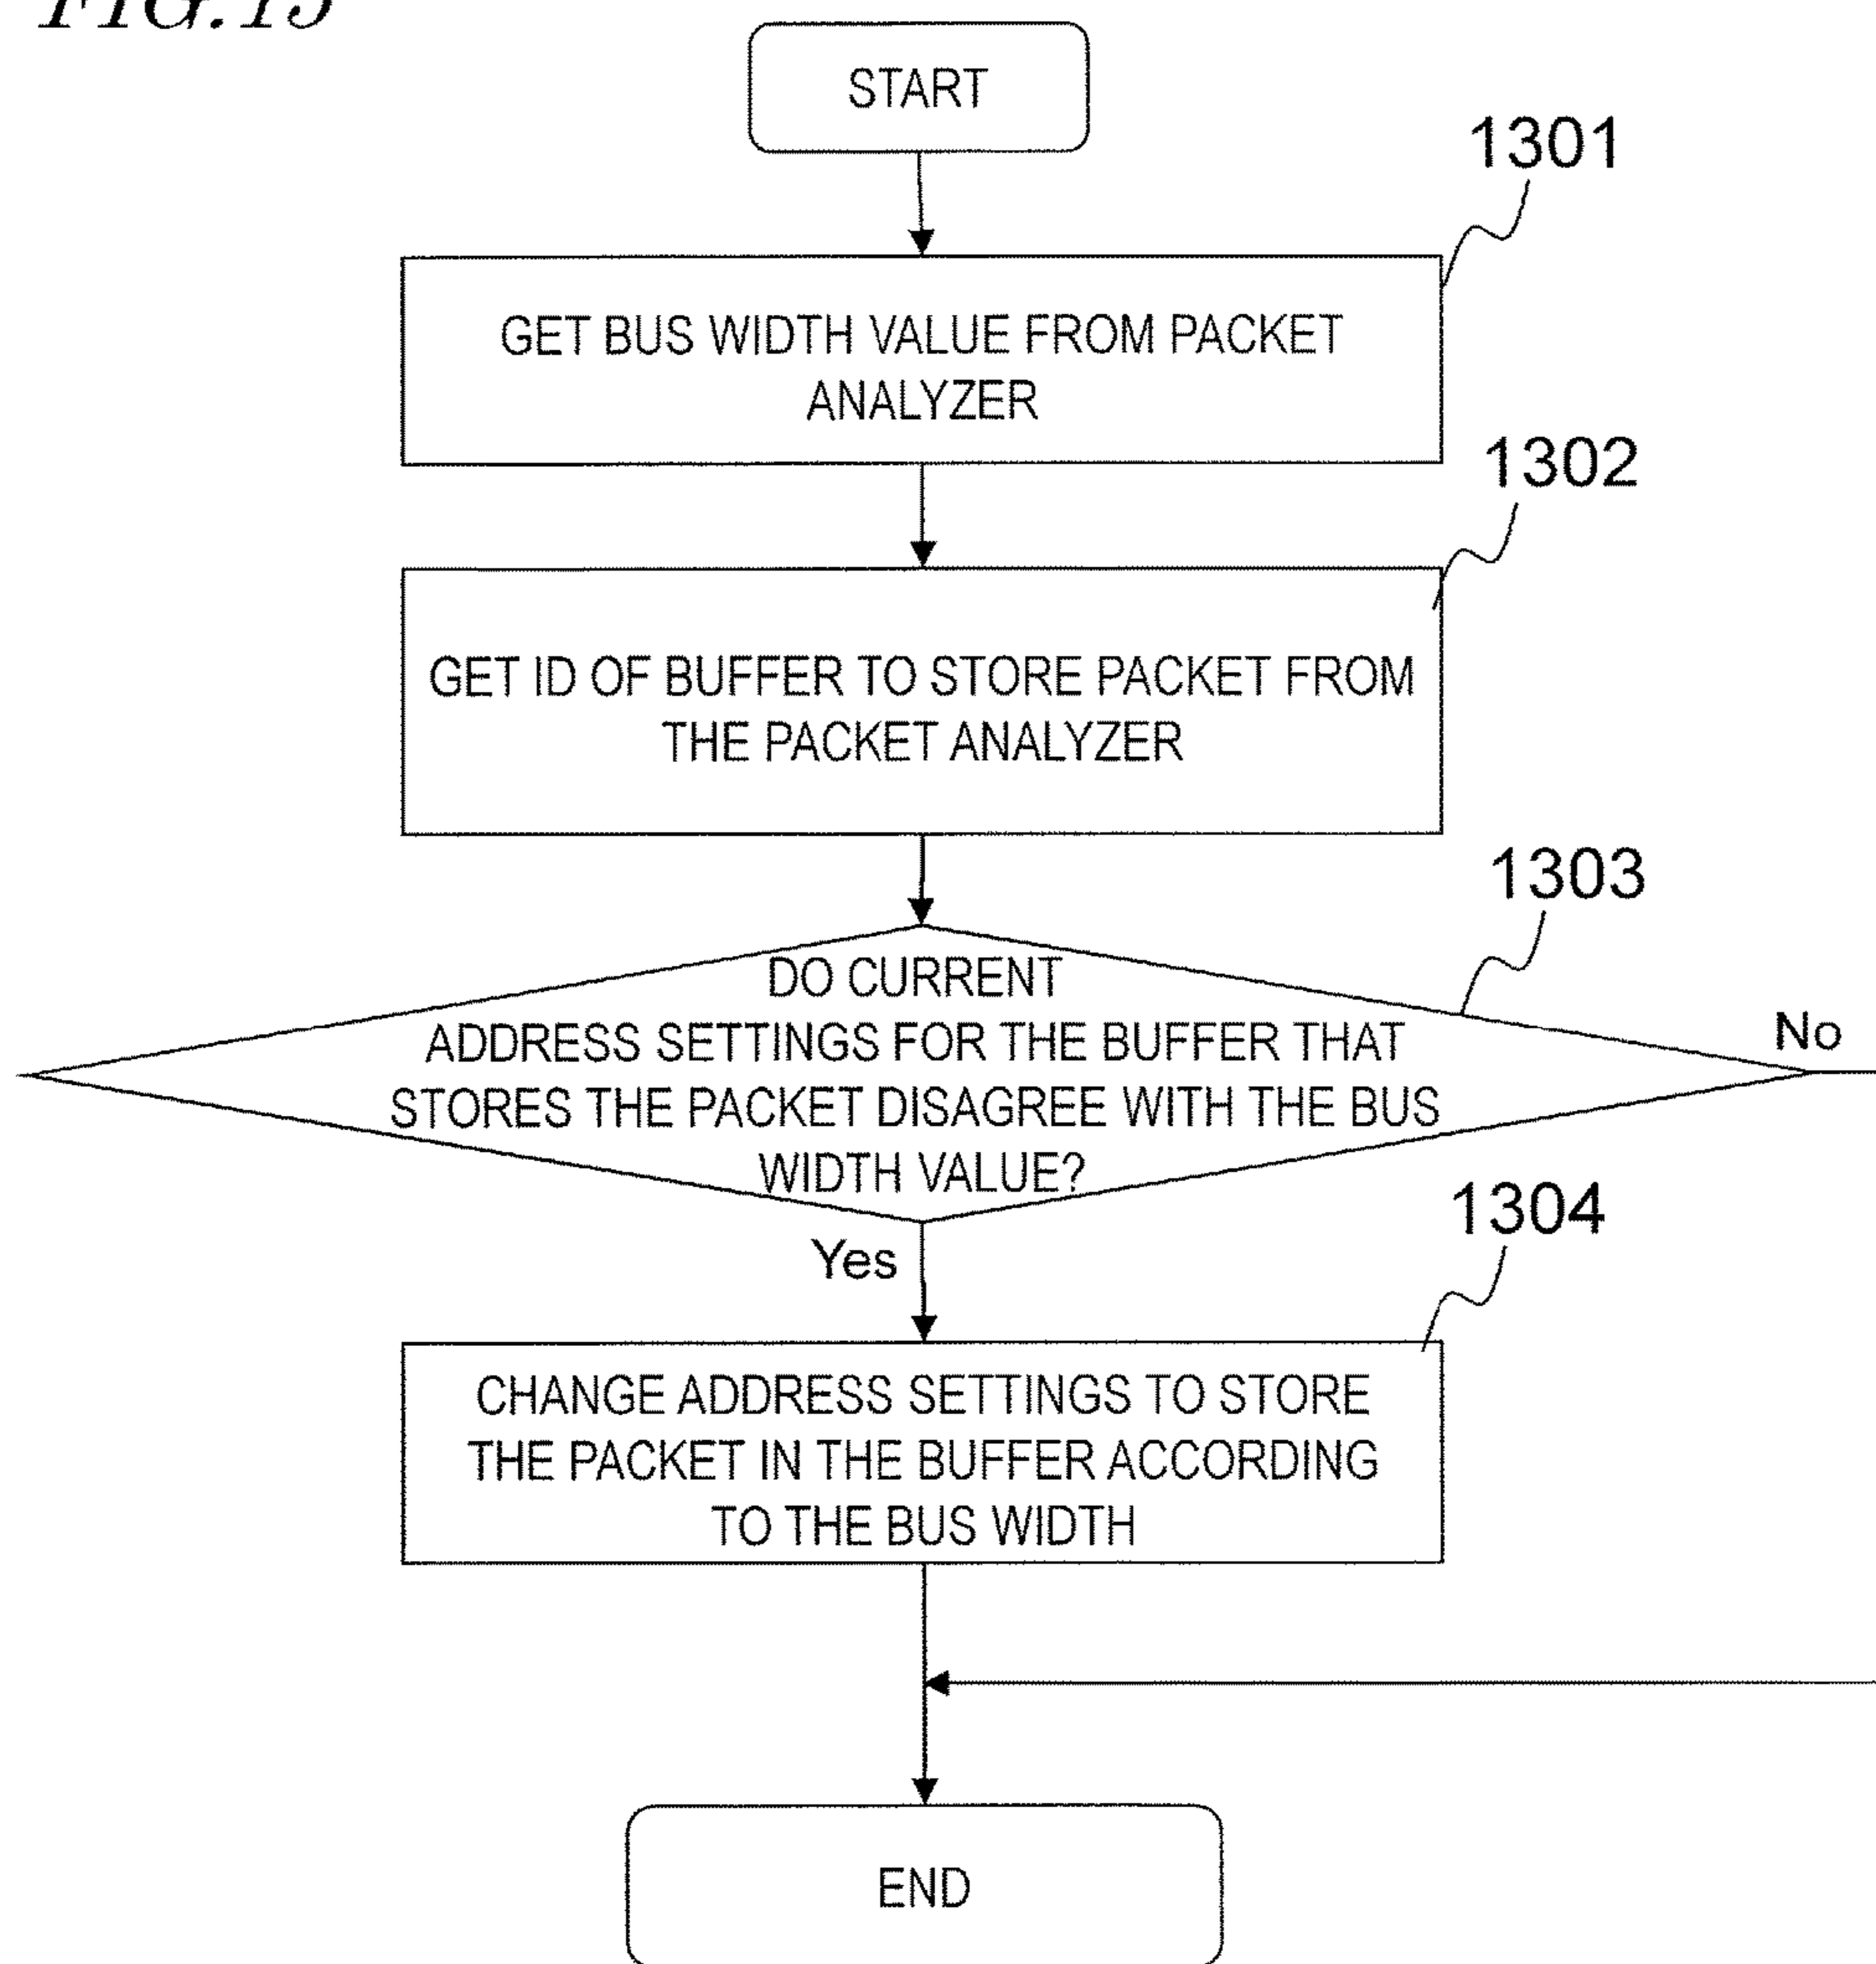 START
1301
GET BUS WIDTH VALUE FROM PACKET
ANALYZER
1302
GET ID OF BUFFER TO STORE PACKET FROM
THE PACKET ANALYZER
1303
DO CURRENT
ADDRESS SETTINGS FOR THE BUFFER THAT
STORES THE PACKET DISAGREE WITH THE BUS
WIDTH VALUE?
No
Yes
1304
CHANGE ADDRESS SETTINGS TO STORE
THE PACKET IN THE BUFFER ACCORDING
TO THE BUS WIDTH
END